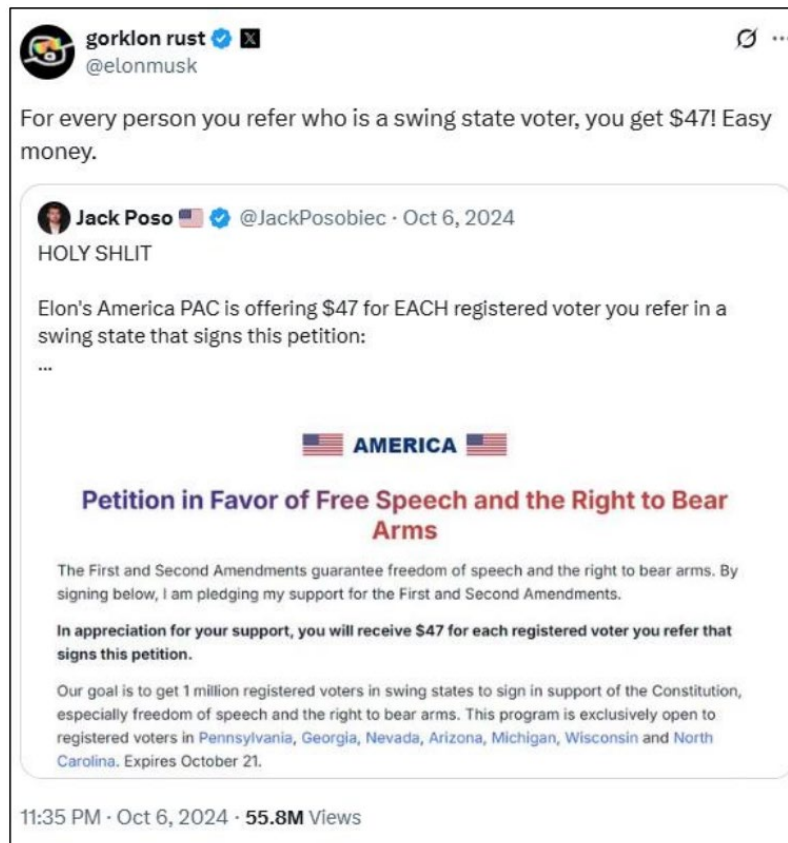 gorklon rust
@elonmusk
For every person you refer who is a swing state voter, you get $47! Easy
money.
Jack Poso 🇺🇸 @JackPosobiec · Oct 6, 2024
HOLY SHLIT
Elon's America PAC is offering $47 for EACH registered voter you refer in a
swing state that signs this petition:
...
AMERICA
Petition in Favor of Free Speech and the Right to Bear
Arms
The First and Second Amendments guarantee freedom of speech and the right to bear arms. By
signing below, I am pledging my support for the First and Second Amendments.
In appreciation for your support, you will receive $47 for each registered voter you refer that
signs this petition.
Our goal is to get 1 million registered voters in swing states to sign in support of the Constitution,
especially freedom of speech and the right to bear arms. This program is exclusively open to
registered voters in Pennsylvania, Georgia, Nevada, Arizona, Michigan, Wisconsin and North
Carolina. Expires October 21.
11:35 PM · Oct 6, 2024 · 55.8M Views